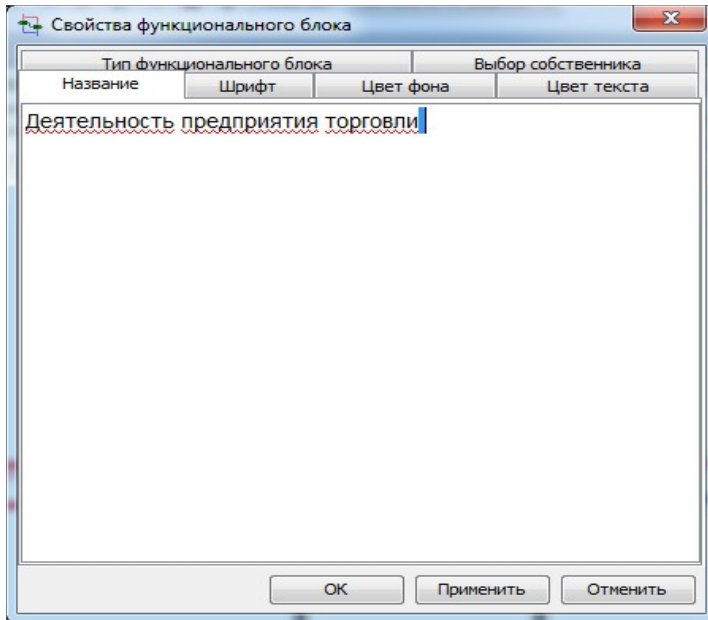 Свойства функционального блока
Тип функционального блока
Выбор собственника
Название
Шрифт
Цвет фона
Цвет текста
Деятельность предприятия торговли
ОК
Применить
Отменить